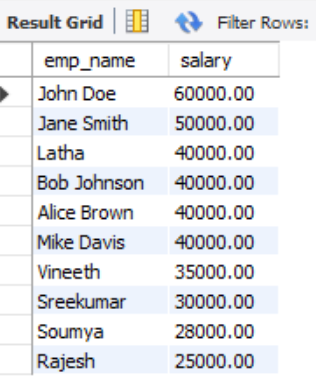 Result Grid Filter Rows:
emp_name salary
John Doe 60000.00
Jane Smith 50000.00
Latha 40000.00
Bob Johnson 40000.00
Alice Brown 40000.00
Mike Davis 40000.00
Vineeth 35000.00
Sreekumar 30000.00
Soumya 28000.00
Rajesh 25000.00